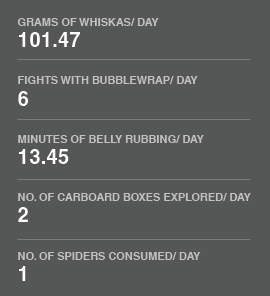 GRAMS OF WHISKAS/ DAY
101.47
FIGHTS WITH BUBBLEWRAP/ DAY
6
MINUTES OF BELLY RUBBING/ DAY
13.45
NO. OF CARBOARD BOXES EXPLORED/ DAY
2
NO. OF SPIDERS CONSUMED/ DAY
1